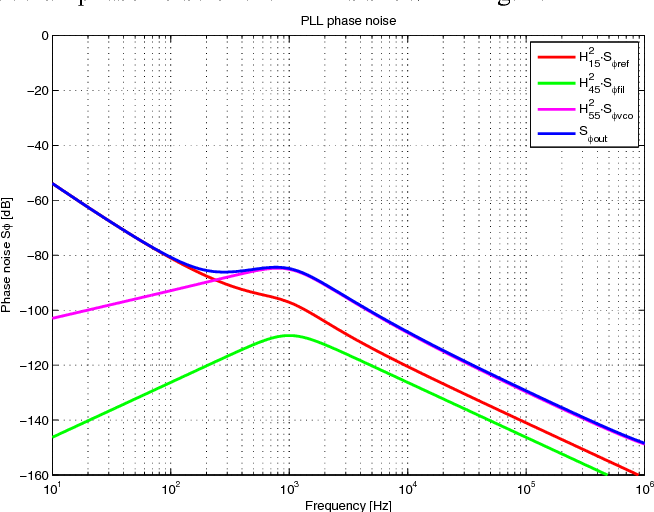 PLL phase noise
H²₁₅·Sϕref
H²₄₅·Sϕfil
H²₅₅·Sϕvco
Sϕout
Phase noise Sϕ [dB]
0
−20
−40
−60
−80
−100
−120
−140
−160
10¹ 10² 10³ 10⁴ 10⁵ 10⁶
Frequency [Hz]